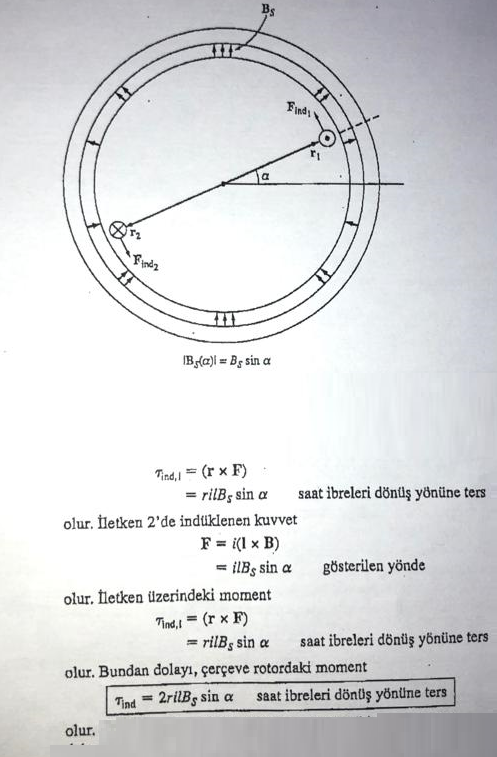 B_S
F_ind₁
r₁
α
r₂
F_ind₂
|B_S(α)| = B_S sin α
τ_ind,1 = (r x F)
= rilB_S sin α saat ibreleri dönüş yönüne ters
olur. İletken 2'de indüklenen kuvvet
F = i(l x B)
= ilB_S sin α gösterilen yönde
olur. İletken üzerindeki moment
τ_ind,1 = (r x F)
= rilB_S sin α saat ibreleri dönüş yönüne ters
olur. Bundan dolayı, çerçeve rotordaki moment
τ_ind = 2rilB_S sin α saat ibreleri dönüş yönüne ters
olur.